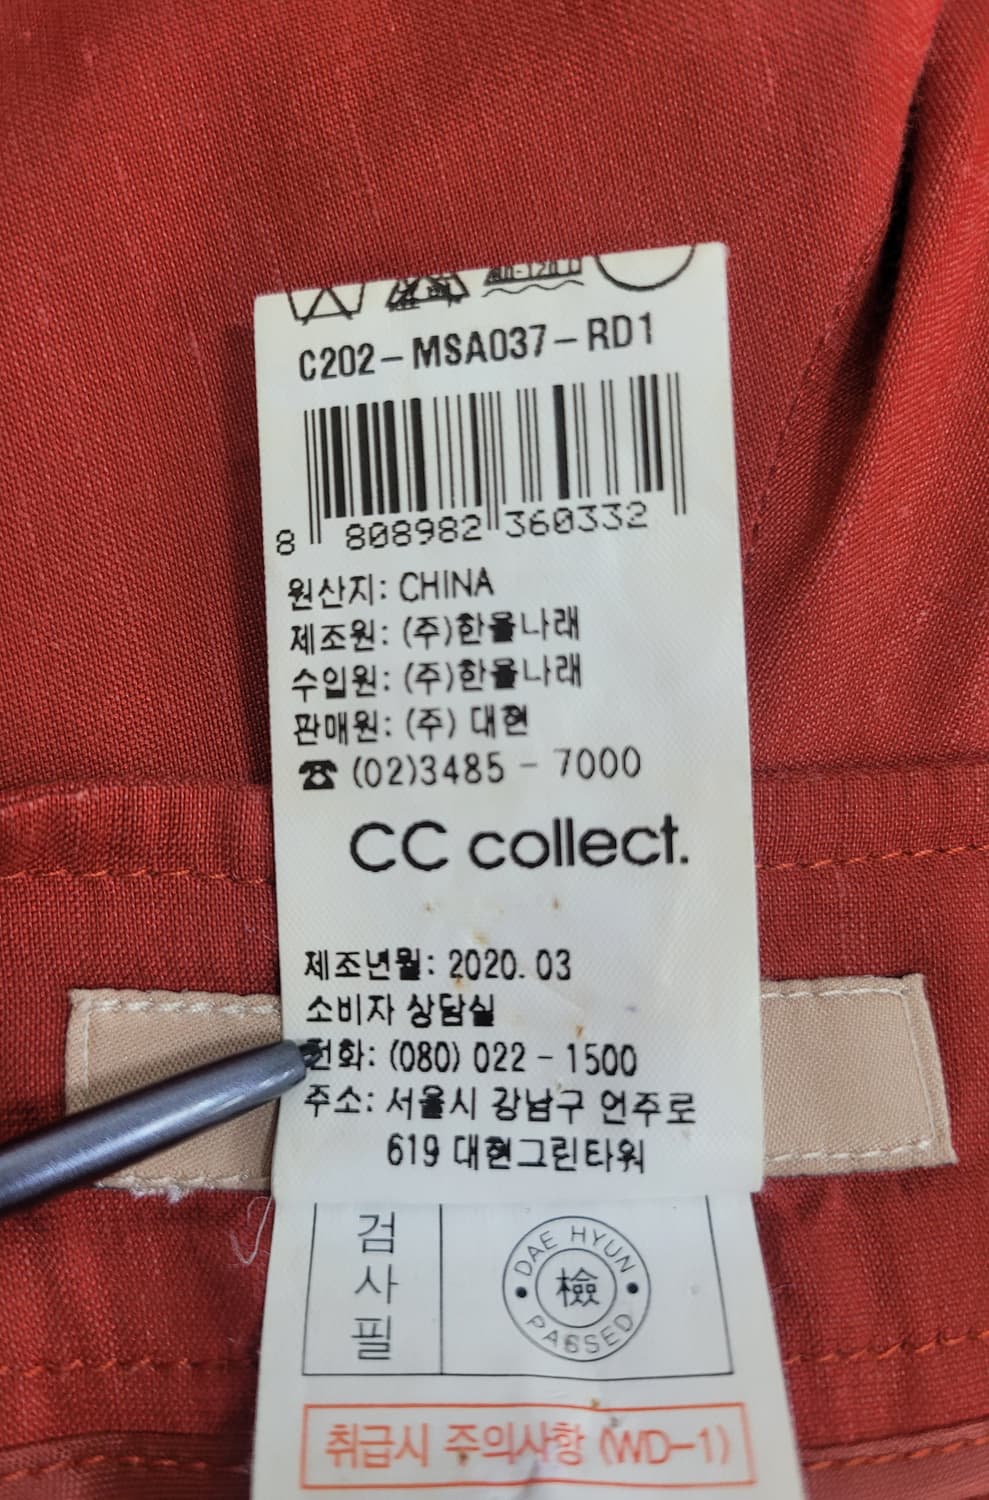 C202-MSA037-RD1
8 808982 360332
원산지: CHINA
제조원: (주)한올나래
수입원: (주)한올나래
판매원: (주) 대현
☎ (02)3485 - 7000
CC collect.
제조년월: 2020. 03
소비자 상담실
전화: (080) 022 - 1500
주소: 서울시 강남구 언주로
619 대현그린타워
검
사
필
DAE HYUN
檢
PASSED
취급시 주의사항 (WD-1)